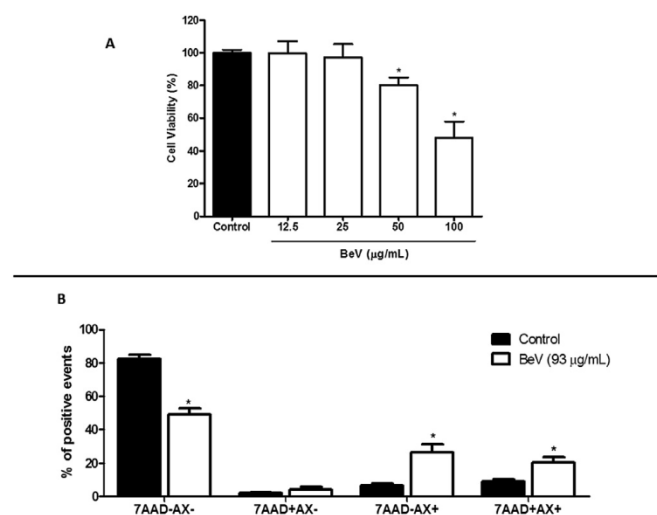 A
Cell Viability (%)
120
100
80
60
40
20
0
Control 12.5 25 50 100
BeV (µg/mL)
* *
B
% of positive events
100
80
60
40
20
0
Control
BeV (93 µg/mL)
* * *
7AAD-AX- 7AAD+AX- 7AAD-AX+ 7AAD+AX+